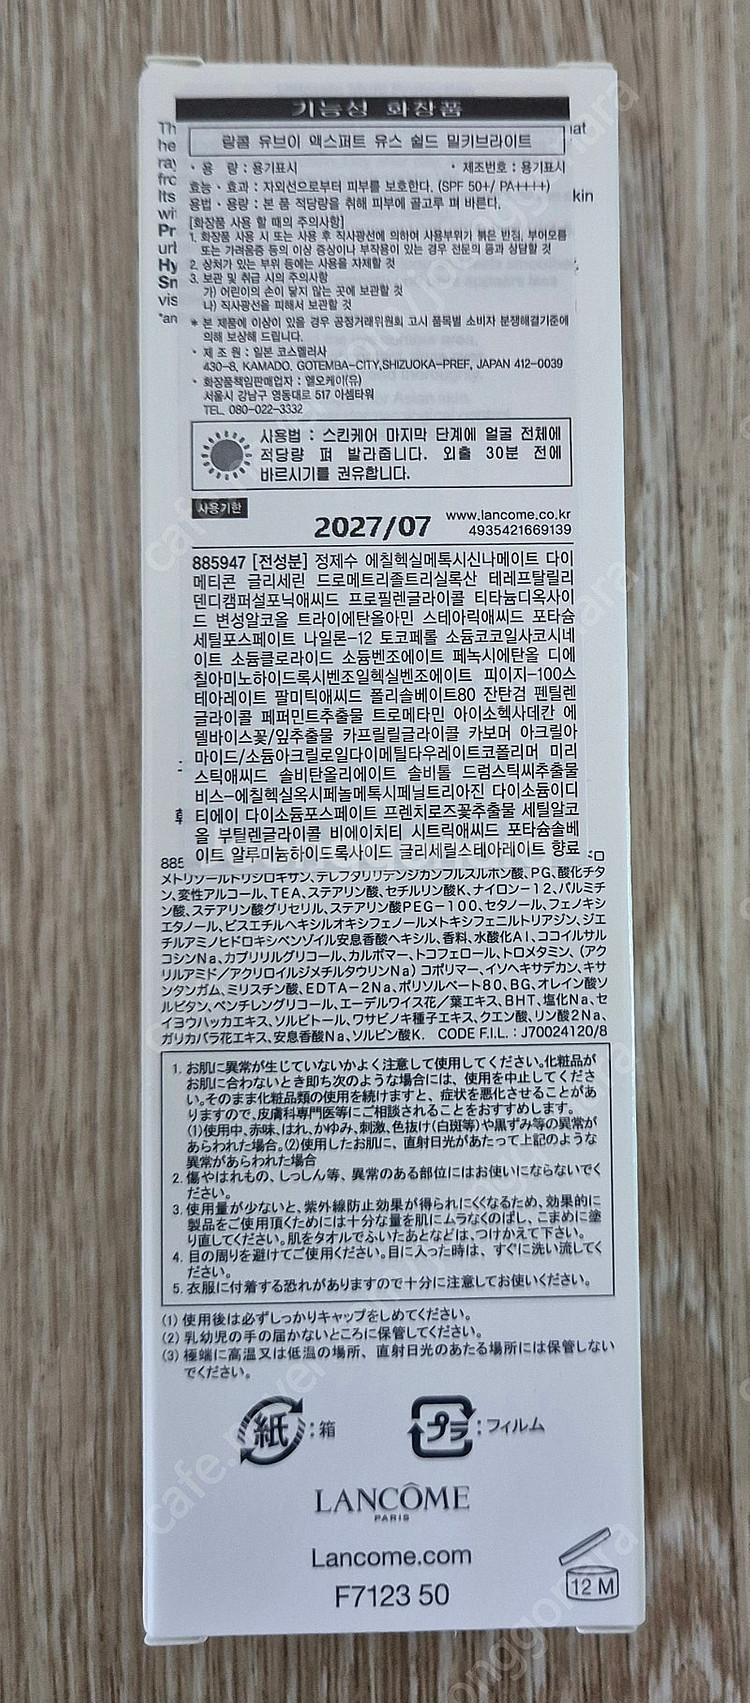 기능성 화장품
랑콤 유브이 엑스퍼트 유스 쉴드 밀키브라이트
Th
he
ray
fro
Its
wi
Pr
urt
Hy
Sn
vis
*an
at
kin
· 용 량 : 용기표시 · 제조번호 : 용기표시
효능 · 효과 : 자외선으로부터 피부를 보호한다. (SPF 50+/ PA++++)
용법 · 용량 : 본 품 적당량을 취해 피부에 골고루 펴 바른다.
[화장품 사용 할 때의 주의사항]
1. 화장품 사용 시 또는 사용 후 직사광선에 의하여 사용부위가 붉은 반점, 부어오름
또는 가려움증 등의 이상 증상이나 부작용이 있는 경우 전문의 등과 상담할 것
2. 상처가 있는 부위 등에는 사용을 자제할 것
3. 보관 및 취급 시의 주의사항
가) 어린이의 손이 닿지 않는 곳에 보관할 것
나) 직사광선을 피해서 보관할 것
* 본 제품에 이상이 있을 경우 공정거래위원회 고시 품목별 소비자 분쟁해결기준에
의해 보상해 드립니다.
· 제 조 원 : 일본 코스멜러사
430-8, KAMADO, GOTEMBA-CITY,SHIZUOKA-PREF, JAPAN 412-0039
· 화장품책임판매업자 : 엘오케이(유)
서울시 강남구 영동대로 517 아셈타워
TEL. 080-022-3332
사용법 : 스킨케어 마지막 단계에 얼굴 전체에
적당량 펴 발라줍니다. 외출 30분 전에
바르시기를 권유합니다.
사용기한
2027/07
www.lancome.co.kr
4935421669139
885947 [전성분] 정제수 에칠헥실메톡시신나메이트 다이
메티콘 글리세린 드로메트리졸트리실록산 테레프탈릴리
덴디캠퍼설포닉애씨드 프로필렌글라이콜 티타늄디옥사이
드 변성알코올 트라이에탄올아민 스테아릭애씨드 포타슘
세틸포스페이트 나일론-12 토코페롤 소듐코코일사코시네
이트 소듐클로라이드 소듐벤조에이트 페녹시에탄올 디에
칠아미노하이드록시벤조일헥실벤조에이트 피이지-100스
테아레이트 팔미틱애씨드 폴리솔베이트80 잔탄검 펜틸렌
글라이콜 페퍼민트추출물 트로메타민 아이소헥사데칸 에
델바이스꽃/잎추출물 카프릴릴글라이콜 카보머 아크릴아
마이드/소듐아크릴로일다이메틸타우레이트코폴리머 미리
스틱애씨드 솔비탄올리에이트 솔비톨 드럼스틱씨추출물
비스-에칠헥실옥시페놀메톡시페닐트리아진 다이소듐이디
티에이 다이소듐포스페이트 프렌치로즈꽃추출물 세틸알코
올 부틸렌글라이콜 비에이치티 시트릭애씨드 포타슘솔베
이트 알루미늄하이드록사이드 글리세릴스테아레이트 향료
885
メトリゾールトリシロキサン、テレフタリリデンジカンフルスルホン酸、PG、酸化チタ
ン、変性アルコール、TEA、ステアリン酸、セチルリン酸K、ナイロン-12、パルミチ
ン酸、ステアリン酸グリセリル、ステアリン酸PEG-100、セタノール、フェノキシ
エタノール、ビスエチルヘキシルオキシフェノールメトキシフェニルトリアジン、ジエ
チルアミノヒドロキシベンゾイル安息香酸ヘキシル、香料、水酸化Al、ココイルサル
コシンNa、カプリリルグリコール、カルボマー、トコフェロール、トロメタミン、(アク
リルアミド/アクリロイルジメチルタウリンNa)コポリマー、イソヘキサデカン、キサ
ンタンガム、ミリスチン酸、EDTA-2Na、ポリソルベート80、BG、オレイン酸ソ
ルビタン、ペンチレングリコール、エーデルワイス花/葉エキス、BHT、塩化Na、セ
イヨウハッカエキス、ソルビトール、ワサビノキ種子エキス、クエン酸、リン酸2Na、
ガリカバラ花エキス、安息香酸Na、ソルビン酸K. CODE F.I.L. : J70024120/8
1. お肌に異常が生じていないかよく注意して使用してください。化粧品が
お肌に合わないとき即ち次のような場合には、使用を中止してくださ
い。そのまま化粧品類の使用を続けますと、症状を悪化させることがあ
りますので、皮膚科専門医等にご相談されることをおすすめします。
(1)使用中、赤味、はれ、かゆみ、刺激、色抜け(白斑等)や黒ずみ等の異常が
あらわれた場合。(2)使用したお肌に、直射日光があたって上記のような
異常があらわれた場合
2. 傷やはれもの、しっしん等、異常のある部位にはお使いにならないでく
ださい。
3. 使用量が少ないと、紫外線防止効果が得られにくくなるため、効果的に
製品をご使用頂くためには十分な量を肌にムラなくのばし、こまめに塗
り直してください。肌をタオルでふいたあとなどは、つけかえて下さい。
4. 目の周りを避けてご使用ください。目に入った時は、すぐに洗い流してく
ださい。
5. 衣服に付着する恐れがありますので十分に注意してお使いください。
(1) 使用後は必ずしっかりキャップをしめてください。
(2) 乳幼児の手の届かないところに保管してください。
(3) 極端に高温又は低温の場所、直射日光のあたる場所には保管しない
でください。
紙 : 箱
プラ : フィルム
LANCÔME
PARIS
Lancome.com
F7123 50
12 M